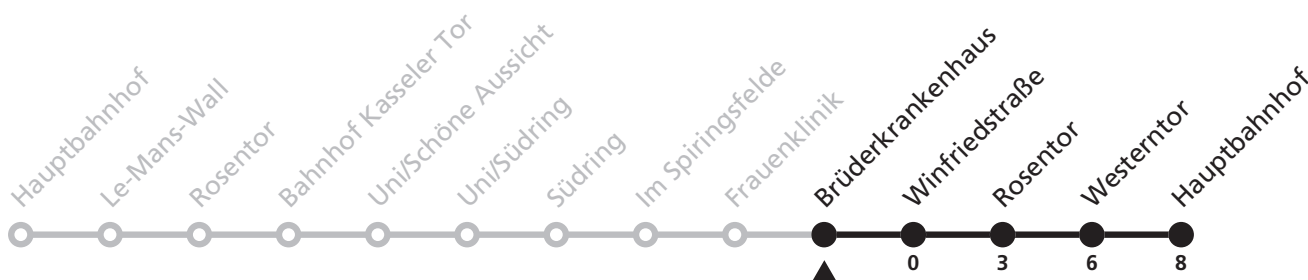 Hauptbahnhof
Le-Mans-Wall
Rosentor
Bahnhof Kasseler Tor
Uni/Schöne Aussicht
Uni/Südring
Südring
Im Spiringsfelde
Frauenklinik
Brüderkrankenhaus
Winfriedstraße
Rosentor
Westerntor
Hauptbahnhof
0 3 6 8